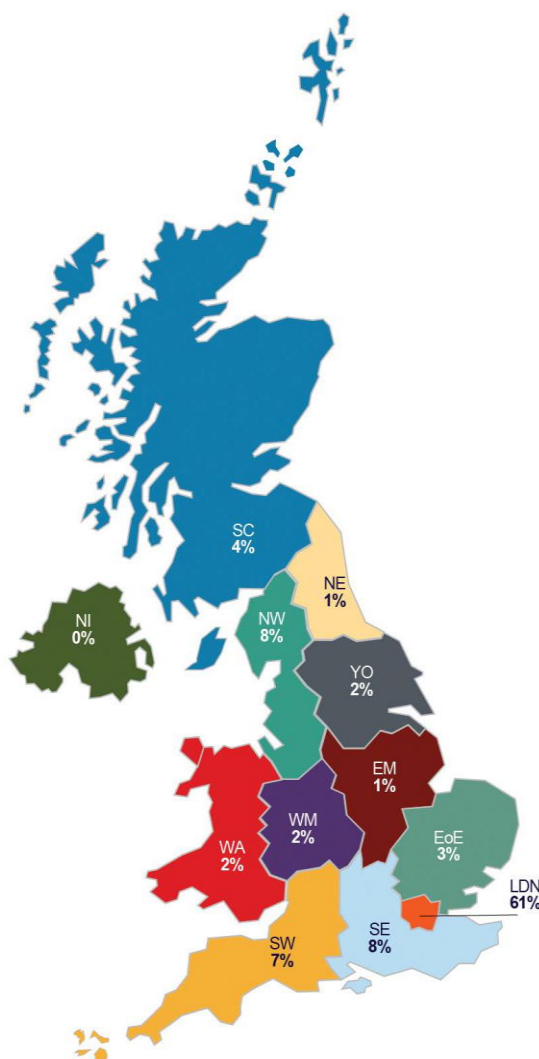 SC
4%
NE
1%
NI
0%
NW
8%
YO
2%
EM
1%
WM
2%
WA
2%
EoE
3%
LDN
61%
SW
7%
SE
8%